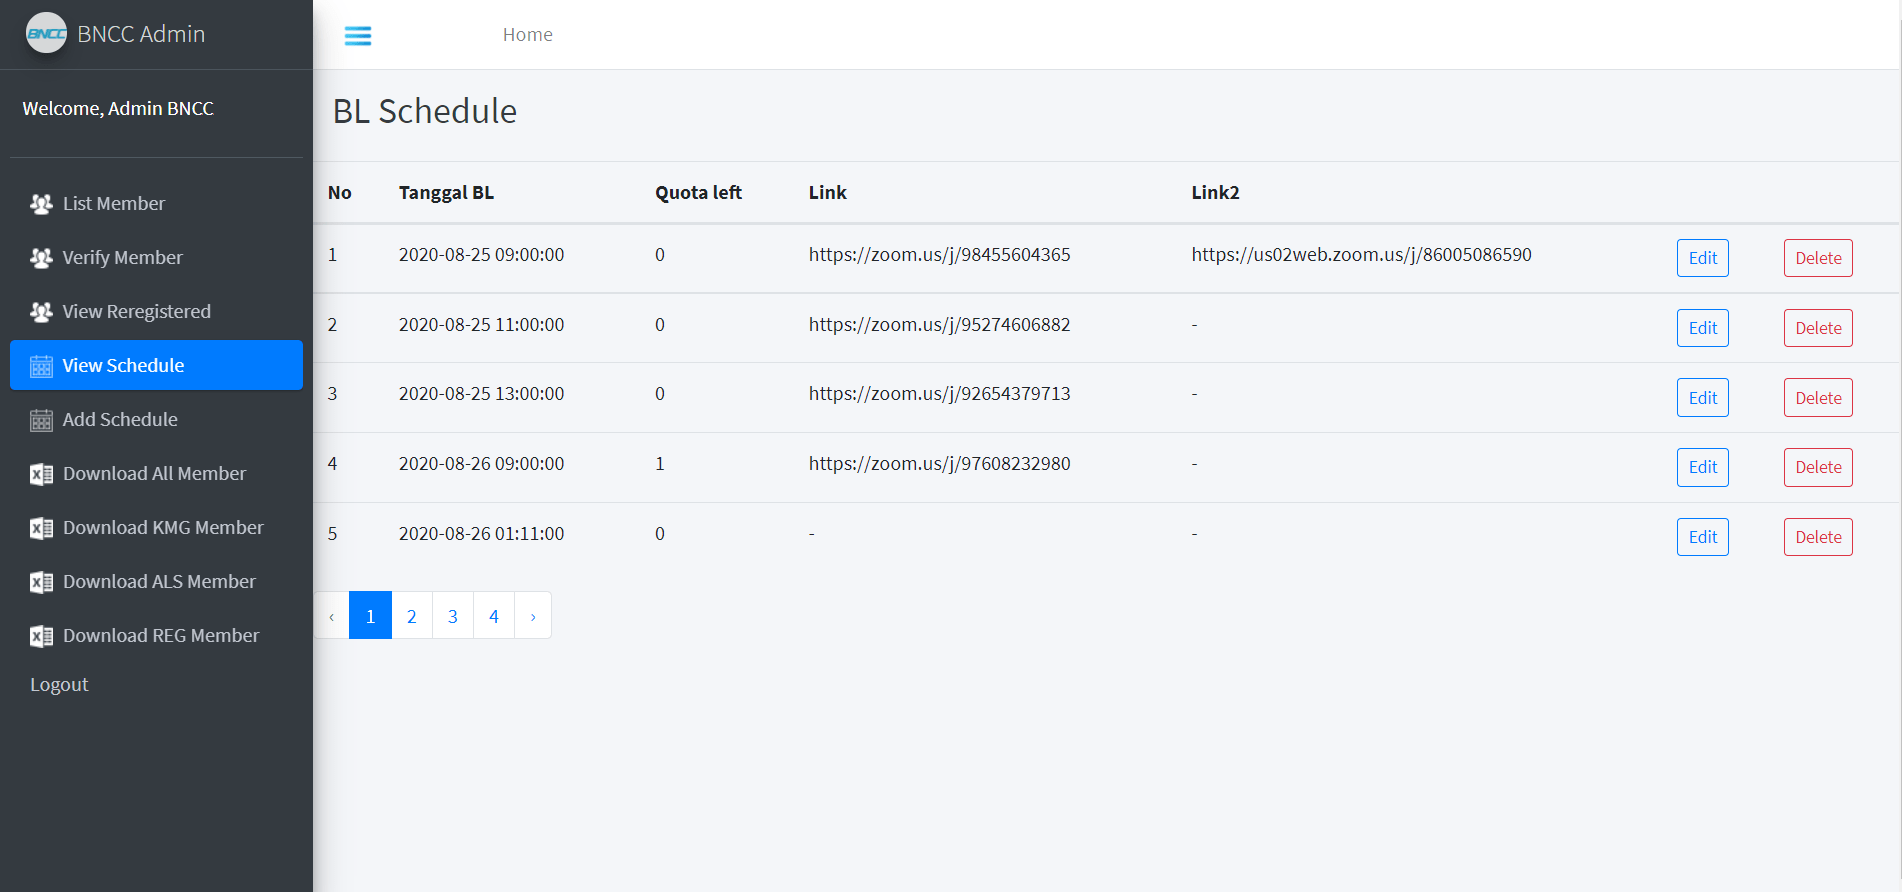 BNCC BNCC Admin
Home
Welcome, Admin BNCC
List Member
Verify Member
View Reregistered
View Schedule
Add Schedule
Download All Member
Download KMG Member
Download ALS Member
Download REG Member
Logout
BL Schedule
No Tanggal BL Quota left Link Link2
1 2020-08-25 09:00:00 0 https://zoom.us/j/98455604365 https://us02web.zoom.us/j/86005086590 Edit Delete
2 2020-08-25 11:00:00 0 https://zoom.us/j/95274606882 - Edit Delete
3 2020-08-25 13:00:00 0 https://zoom.us/j/92654379713 - Edit Delete
4 2020-08-26 09:00:00 1 https://zoom.us/j/97608232980 - Edit Delete
5 2020-08-26 01:11:00 0 - - Edit Delete
‹ 1 2 3 4 ›